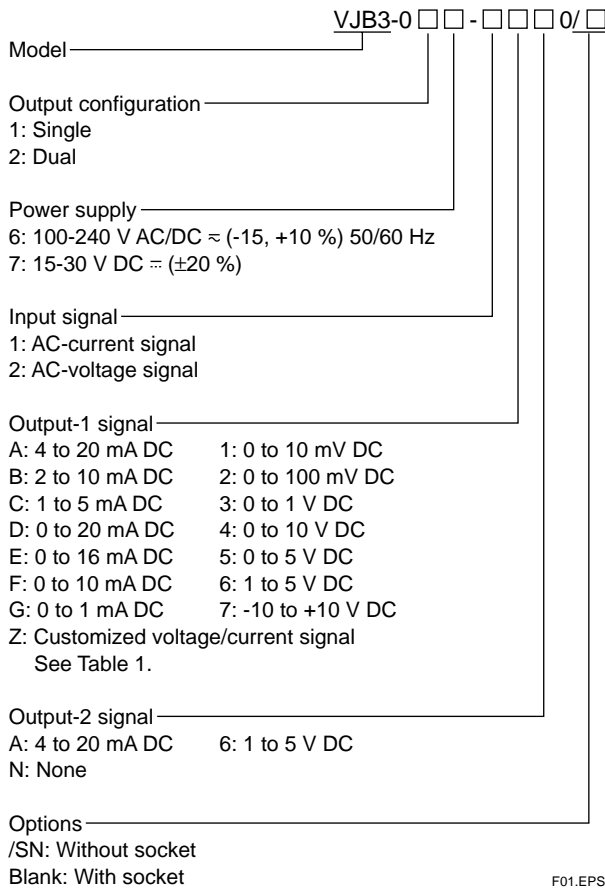 VJB3-0 □ □ - □ □ □ 0/ □
Model
Output configuration
1: Single
2: Dual
Power supply
6: 100-240 V AC/DC ≂ (-15, +10 %) 50/60 Hz
7: 15-30 V DC ⎓ (±20 %)
Input signal
1: AC-current signal
2: AC-voltage signal
Output-1 signal
A: 4 to 20 mA DC 1: 0 to 10 mV DC
B: 2 to 10 mA DC 2: 0 to 100 mV DC
C: 1 to 5 mA DC 3: 0 to 1 V DC
D: 0 to 20 mA DC 4: 0 to 10 V DC
E: 0 to 16 mA DC 5: 0 to 5 V DC
F: 0 to 10 mA DC 6: 1 to 5 V DC
G: 0 to 1 mA DC 7: -10 to +10 V DC
Z: Customized voltage/current signal
See Table 1.
Output-2 signal
A: 4 to 20 mA DC 6: 1 to 5 V DC
N: None
Options
/SN: Without socket
Blank: With socket
F01.EPS